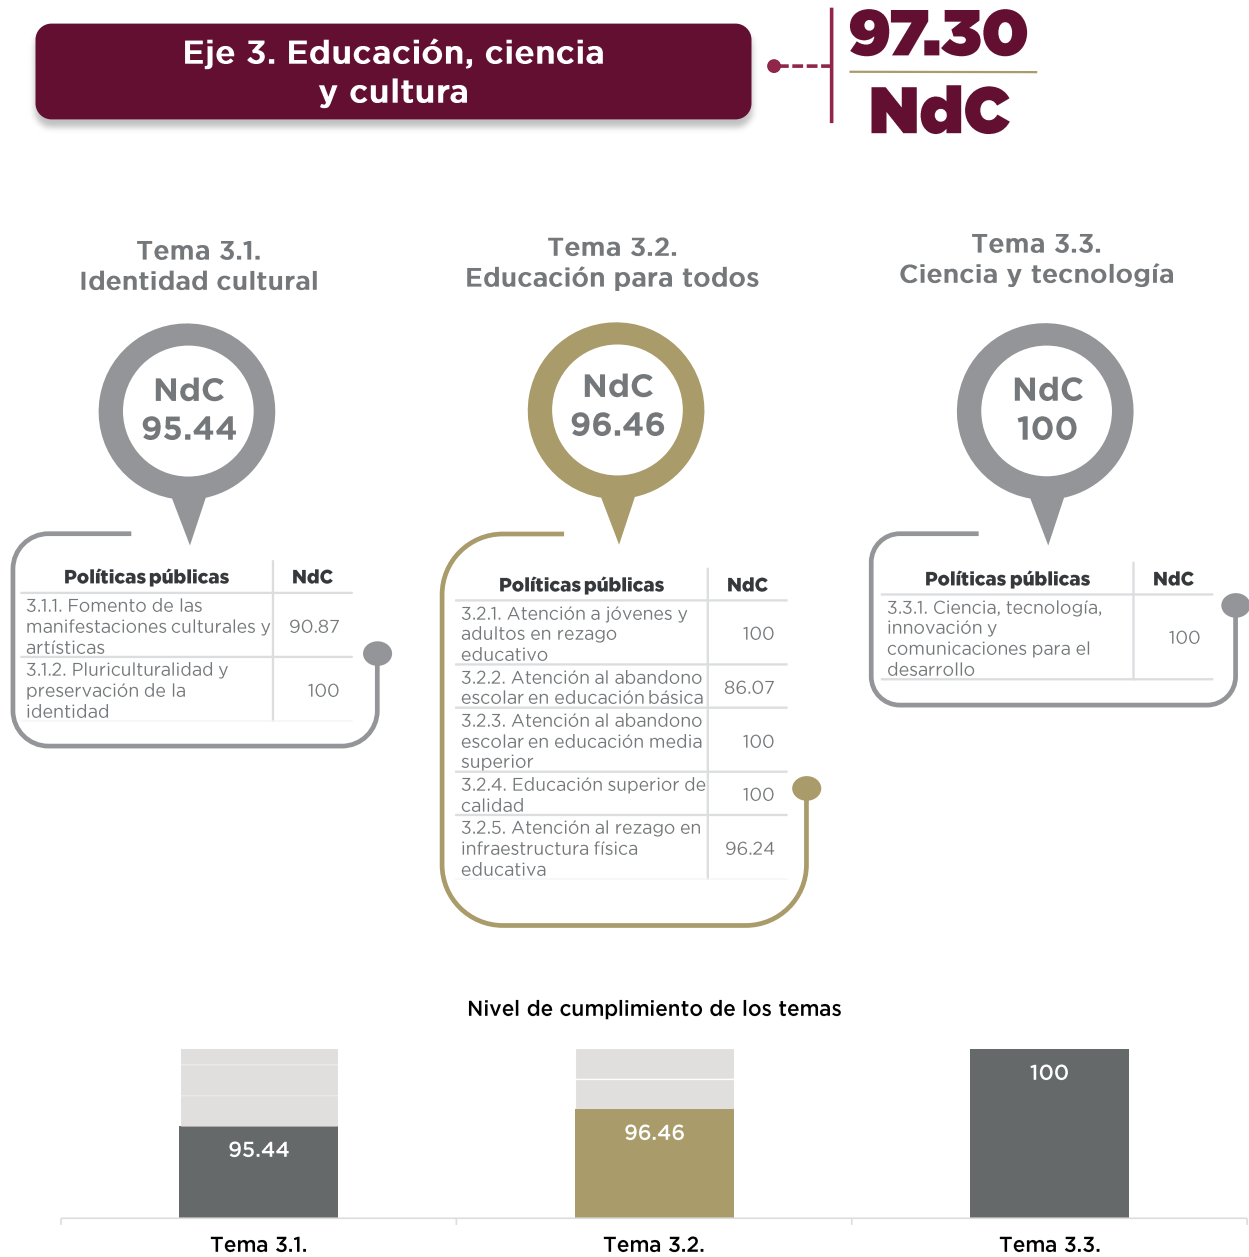 Eje 3. Educación, ciencia
y cultura
97.30
NdC
Tema 3.1.
Identidad cultural
NdC
95.44
Políticas públicas NdC
3.1.1. Fomento de las
manifestaciones culturales y 90.87
artísticas
3.1.2. Pluriculturalidad y
preservación de la 100
identidad
Tema 3.2.
Educación para todos
NdC
96.46
Políticas públicas NdC
3.2.1. Atención a jóvenes y
adultos en rezago 100
educativo
3.2.2. Atención al abandono
escolar en educación básica 86.07
3.2.3. Atención al abandono
escolar en educación media 100
superior
3.2.4. Educación superior de
calidad 100
3.2.5. Atención al rezago en
infraestructura física 96.24
educativa
Tema 3.3.
Ciencia y tecnología
NdC
100
Políticas públicas NdC
3.3.1. Ciencia, tecnología,
innovación y 100
comunicaciones para el
desarrollo
Nivel de cumplimiento de los temas
95.44
96.46
100
Tema 3.1.
Tema 3.2.
Tema 3.3.